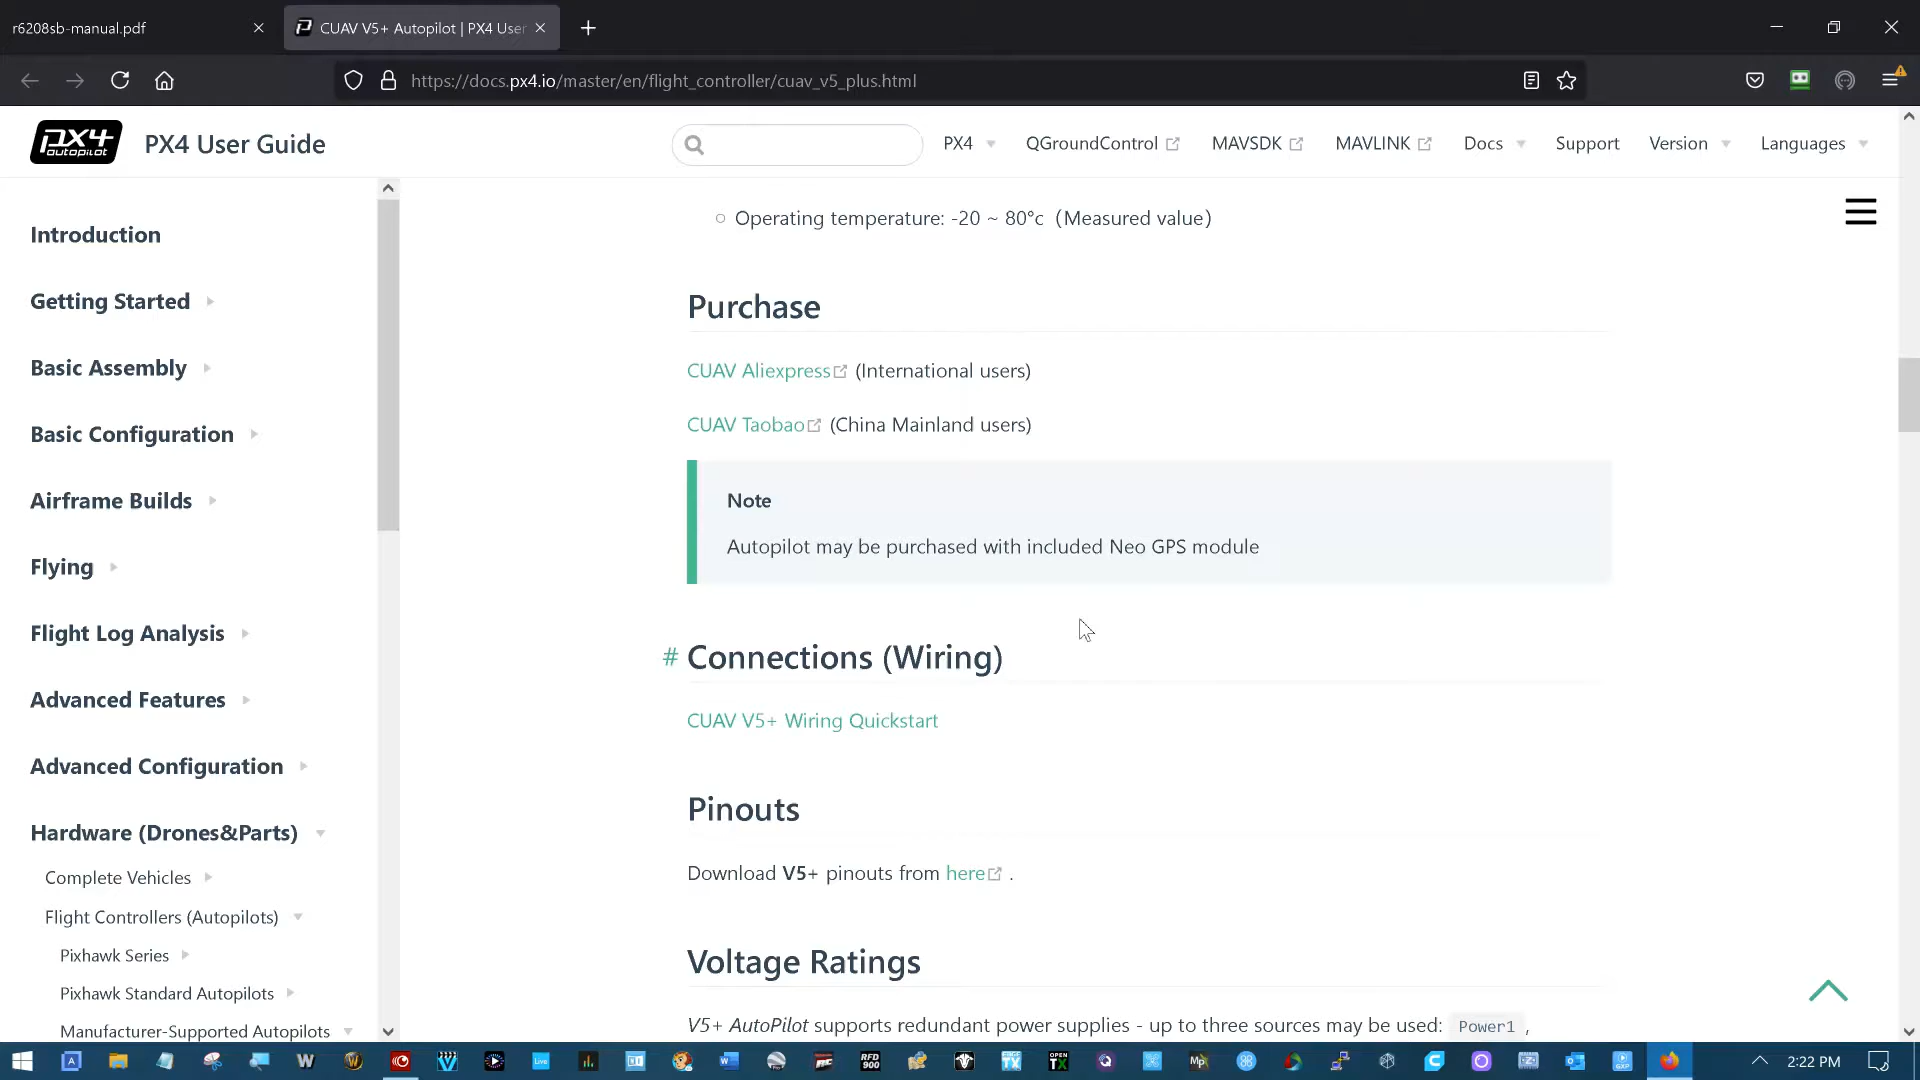 r6208sb-manual.pdf
CUAV V5+ Autopilot | PX4 User
https://docs.px4.io/master/en/flight_controller/cuav_v5_plus.html
PX4
autopilot
PX4 User Guide
PX4
QGroundControl
MAVSDK
MAVLINK
Docs
Support
Version
Languages
Introduction
Getting Started
Basic Assembly
Basic Configuration
Airframe Builds
Flying
Flight Log Analysis
Advanced Features
Advanced Configuration
Hardware (Drones&Parts)
Complete Vehicles
Flight Controllers (Autopilots)
Pixhawk Series
Pixhawk Standard Autopilots
Manufacturer-Supported Autopilots
Operating temperature: -20 ~ 80°c（Measured value）
Purchase
CUAV Aliexpress (International users)
CUAV Taobao (China Mainland users)
Note
Autopilot may be purchased with included Neo GPS module
# Connections (Wiring)
CUAV V5+ Wiring Quickstart
Pinouts
Download V5+ pinouts from here .
Voltage Ratings
V5+ AutoPilot supports redundant power supplies - up to three sources may be used: Power1 ,
2:22 PM